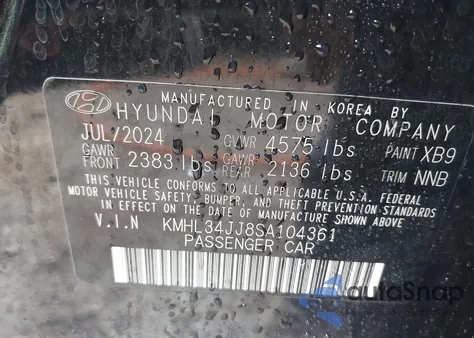 MANUFACTURED IN KOREA BY
HYUNDAI MOTOR COMPANY
JUL/2024 GVWR 4575 lbs PAINT XB9
GAWR FRONT 2383 lbs GAWR REAR 2136 lbs TRIM NNB
THIS VEHICLE CONFORMS TO ALL APPLICABLE U.S.A. FEDERAL
MOTOR VEHICLE SAFETY, BUMPER, AND THEFT PREVENTION STANDARDS
IN EFFECT ON THE DATE OF MANUFACTURE SHOWN ABOVE.
V.I.N KMHL34JJ8SA104361
PASSENGER CAR
autoSnap